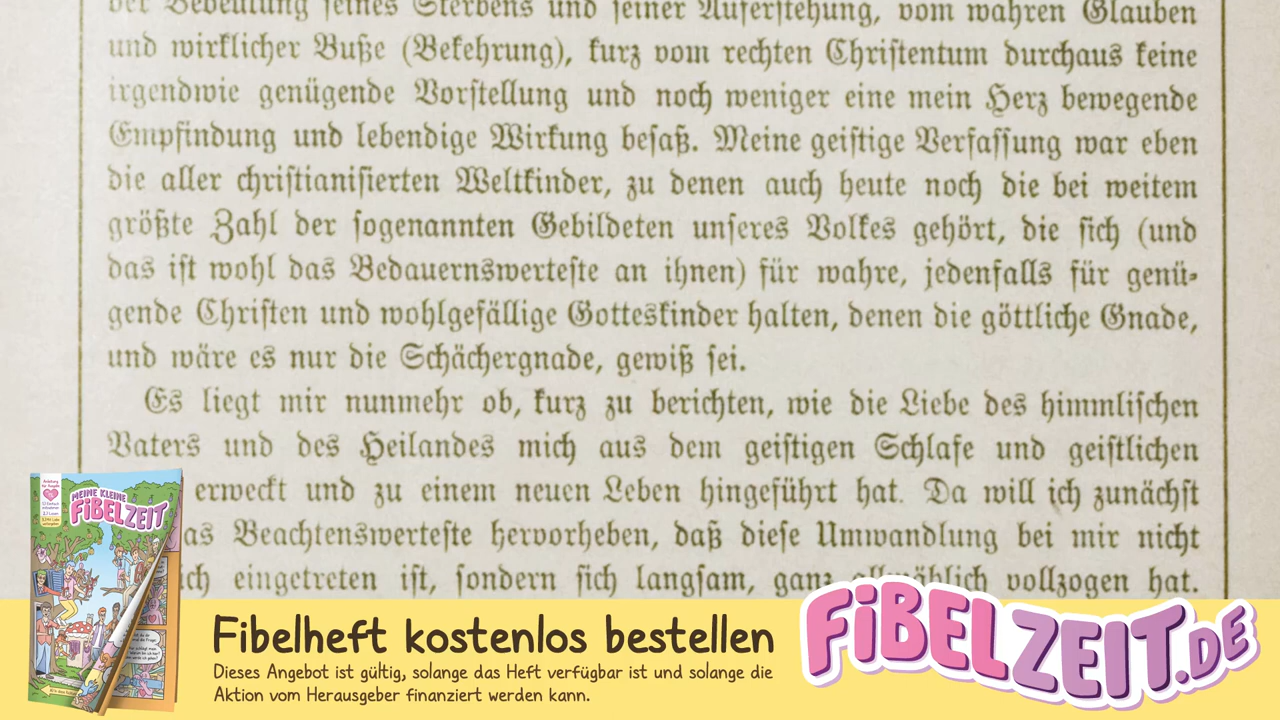 der Bedeutung seines Sterbens und seiner Auferstehung, vom wahren Glauben
und wirklicher Buße (Bekehrung), kurz vom rechten Christentum durchaus keine
irgendwie genügende Vorstellung und noch weniger eine mein Herz bewegende
Empfindung und lebendige Wirkung besaß. Meine geistige Verfassung war eben
die aller christianisierten Weltkinder, zu denen auch heute noch die bei weitem
größte Zahl der sogenannten Gebildeten unseres Volkes gehört, die sich (und
das ist wohl das Bedauernswerteste an ihnen) für wahre, jedenfalls für genü-
gende Christen und wohlgefällige Gotteskinder halten, denen die göttliche Gnade,
und wäre es nur die Schächergnade, gewiß sei.
Es liegt mir nunmehr ob, kurz zu berichten, wie die Liebe des himmlischen
Vaters und des Heilandes mich aus dem geistigen Schlafe und geistlichen
erweckt und zu einem neuen Leben hingeführt hat. Da will ich zunächst
as Beachtenswerteste hervorheben, daß diese Umwandlung bei mir nicht
ich eingetreten ist, sondern sich langsam, ganz allmählich vollzogen hat.
MEINE KLEINE
FiBELZEIT
Fibelheft kostenlos bestellen
Dieses Angebot ist gültig, solange das Heft verfügbar ist und solange die
Aktion vom Herausgeber finanziert werden kann.
FiBELZEIT.DE